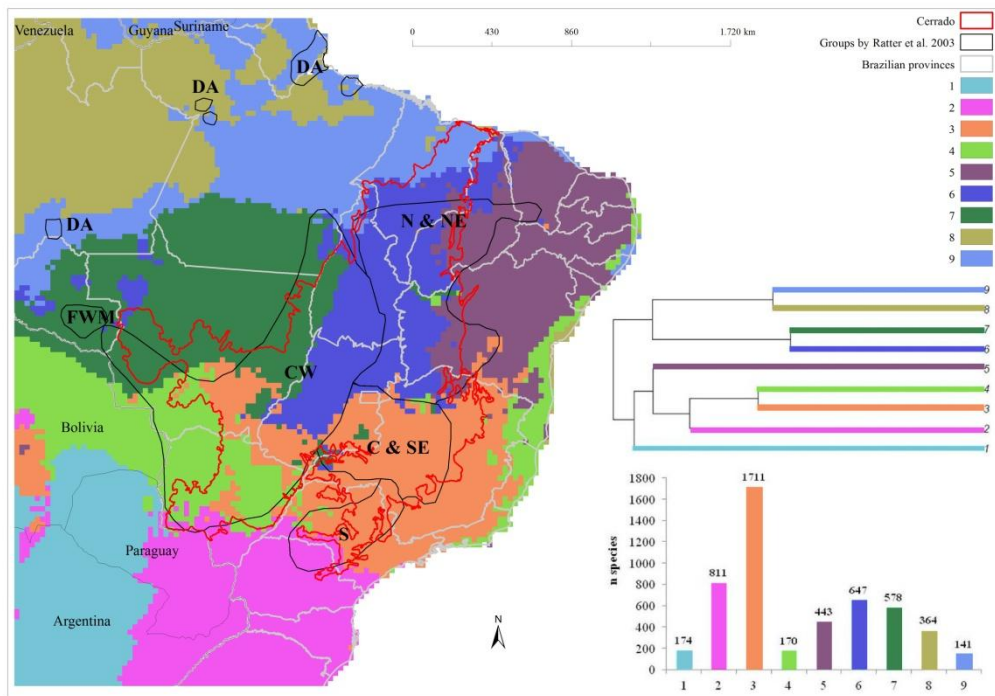 Venezuela
Guyana
Suriname
0 430 860 1.720 km
Cerrado
Groups by Ratter et al. 2003
Brazilian provinces
1
2
3
4
5
6
7
8
9
DA
DA
DA
N & NE
FWM
CW
C & SE
S
Bolivia
Paraguay
Argentina
N
9
8
7
6
5
4
3
2
1
n species
1800
1600
1400
1200
1000
800
600
400
200
0
174
811
1711
170
443
647
578
364
141
1 2 3 4 5 6 7 8 9